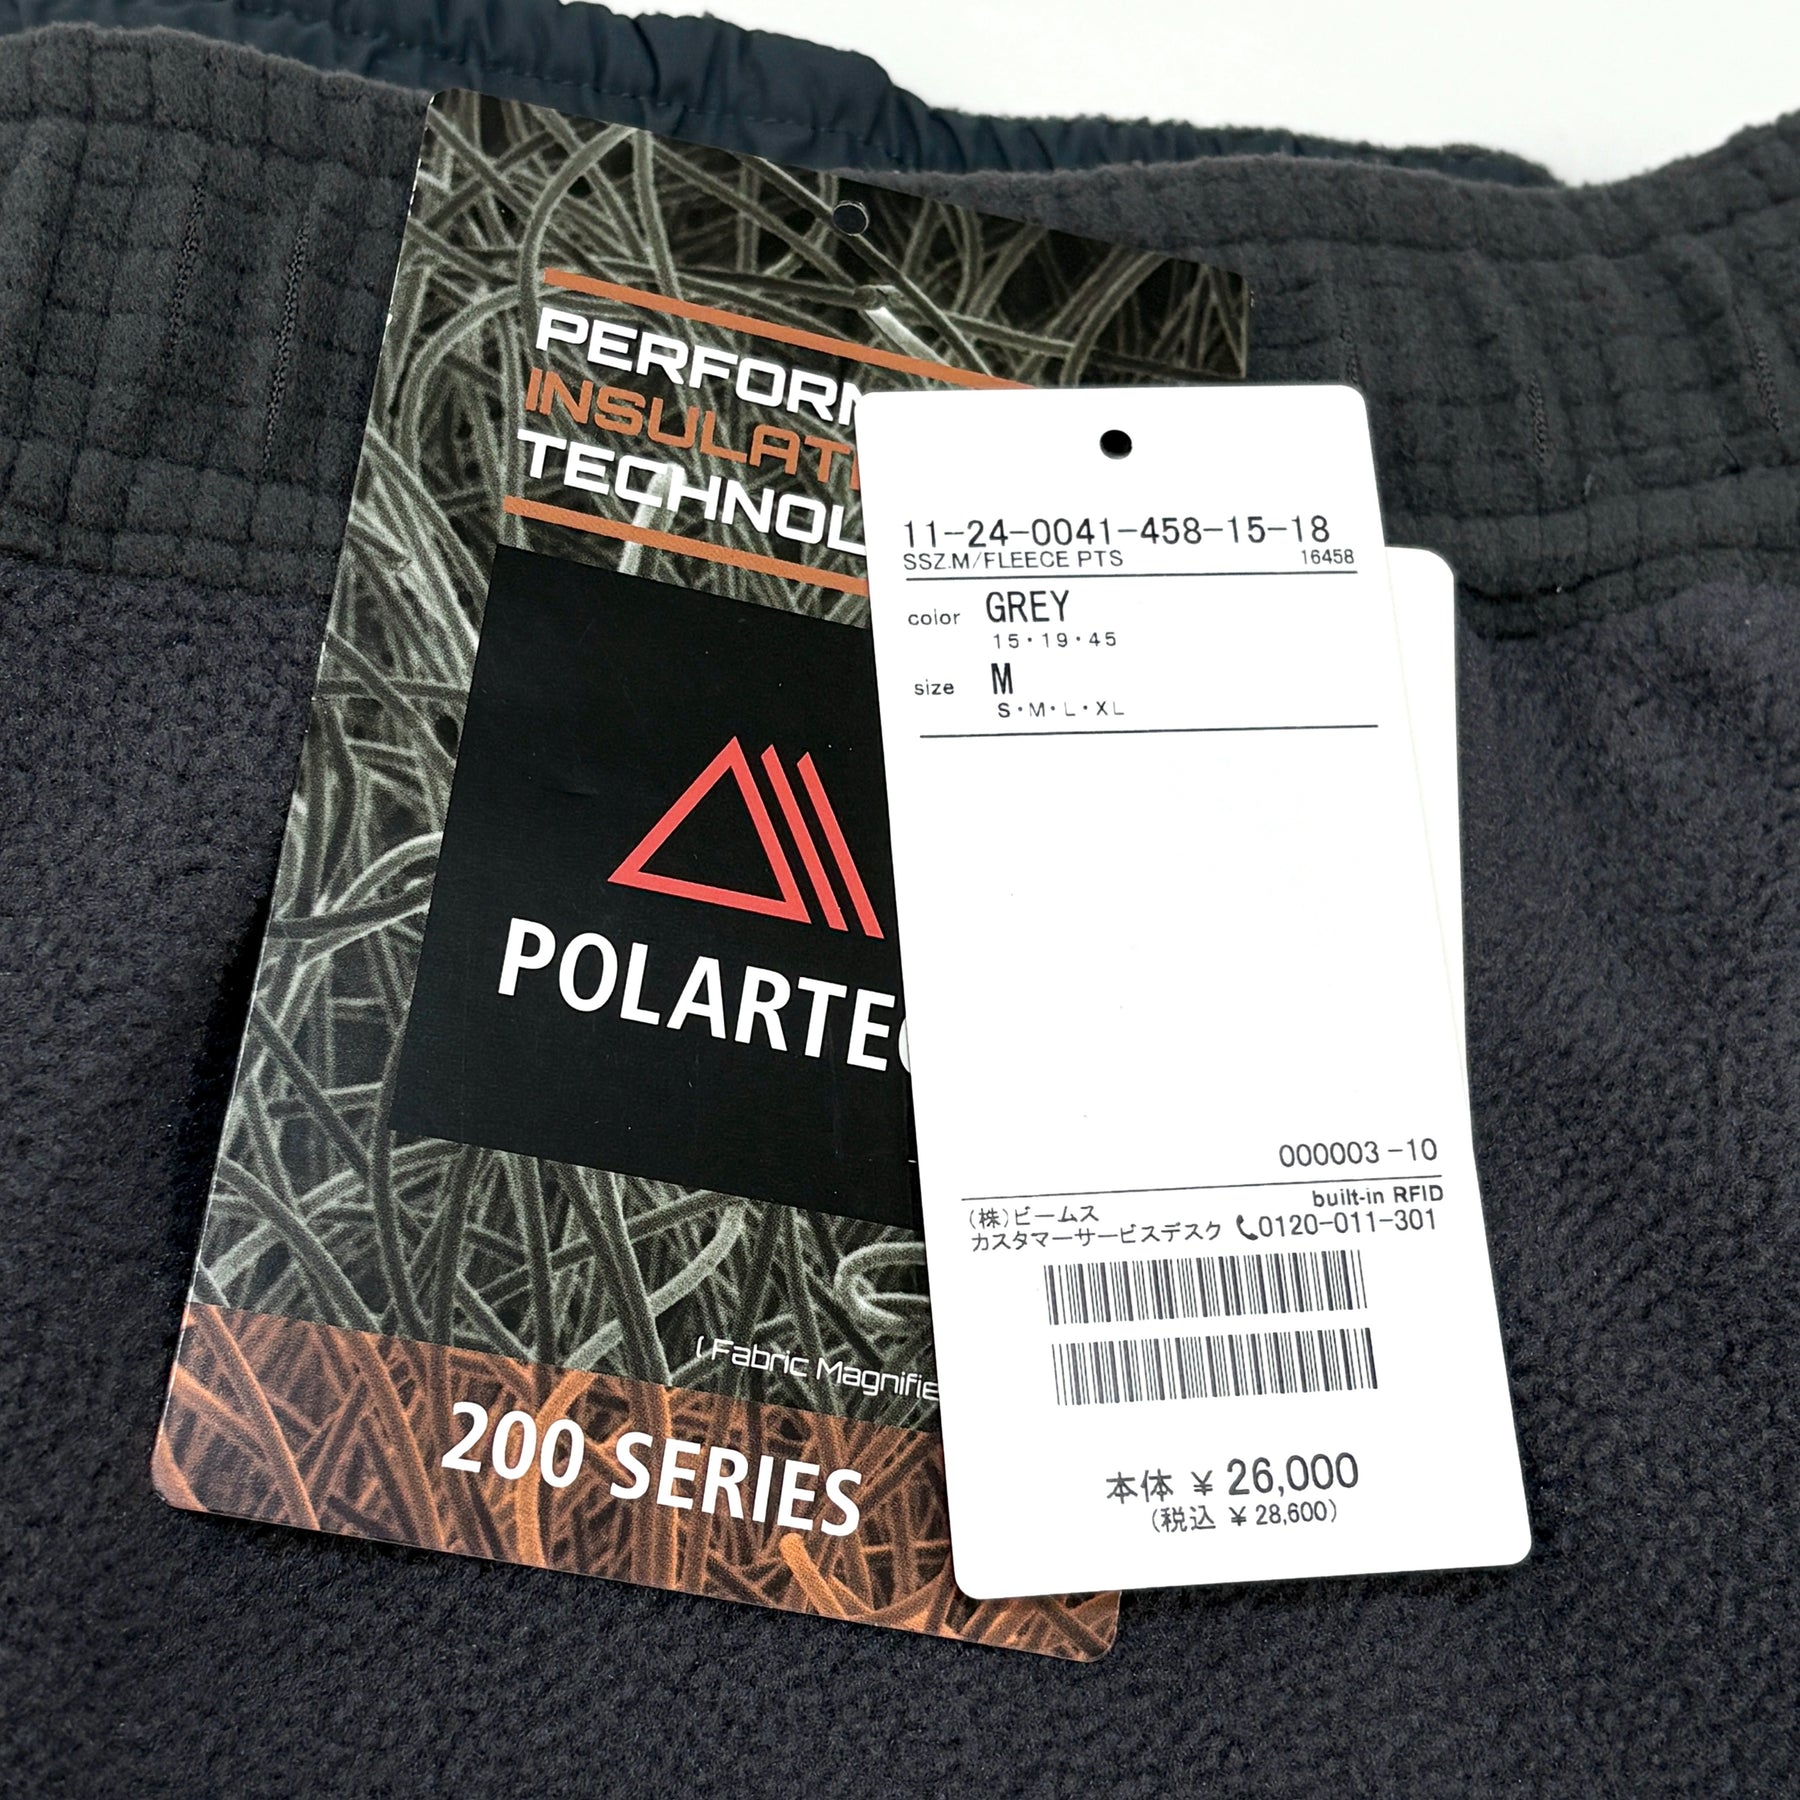 PERFORM
INSULAT
TECHNOL
POLARTEC
( Fabric Magnifie
200 SERIES
11-24-0041-458-15-18
SSZ.M/FLEECE PTS 16458
color GREY
15・19・45
size M
S・M・L・XL
000003-10
built-in RFID
(株)ビームス
カスタマーサービスデスク 0120-011-301
本体 ¥ 26,000
(税込 ¥ 28,600)